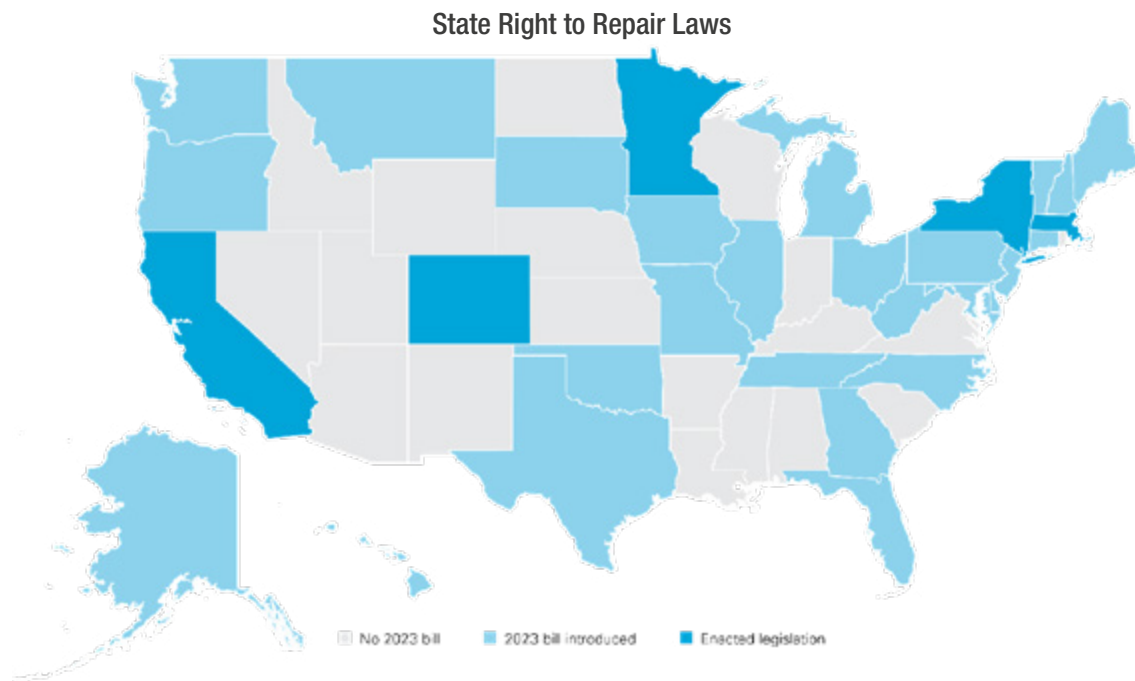 State Right to Repair Laws
No 2023 bill
2023 bill introduced
Enacted legislation